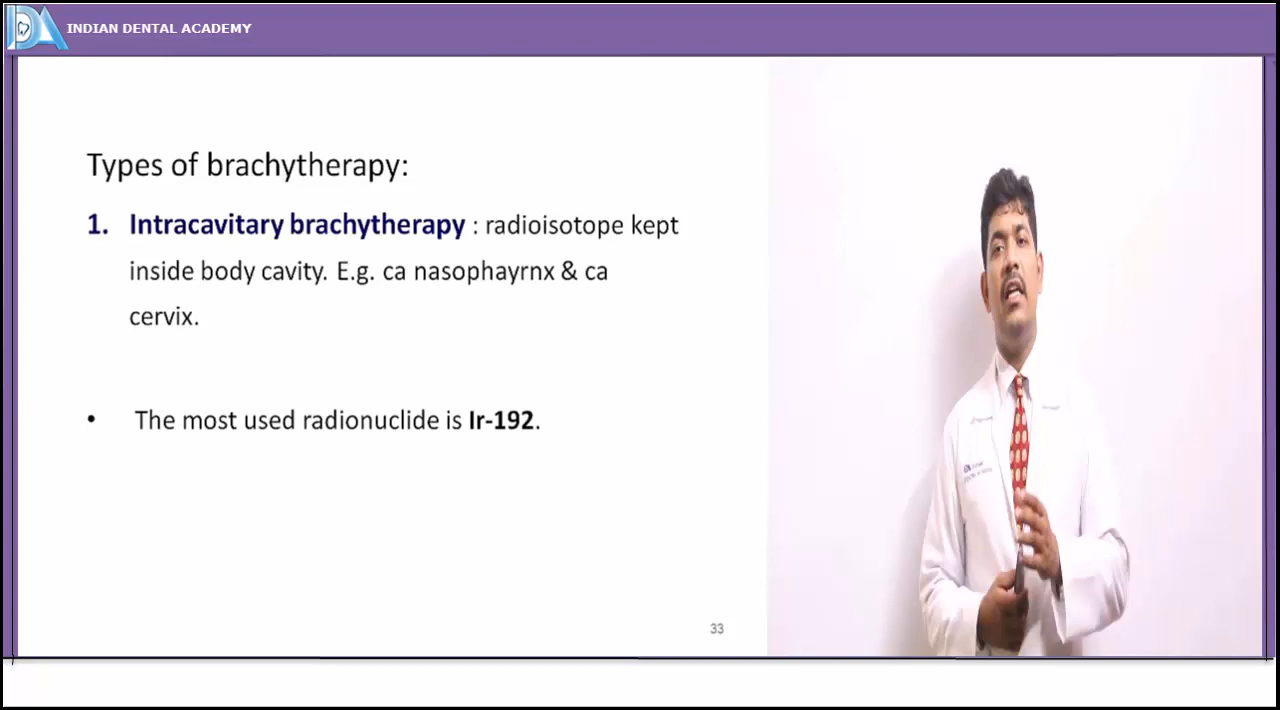 INDIAN DENTAL ACADEMY
Types of brachytherapy:
1. Intracavitary brachytherapy : radioisotope kept
inside body cavity. E.g. ca nasophayrnx & ca
cervix.
• The most used radionuclide is Ir-192.
33